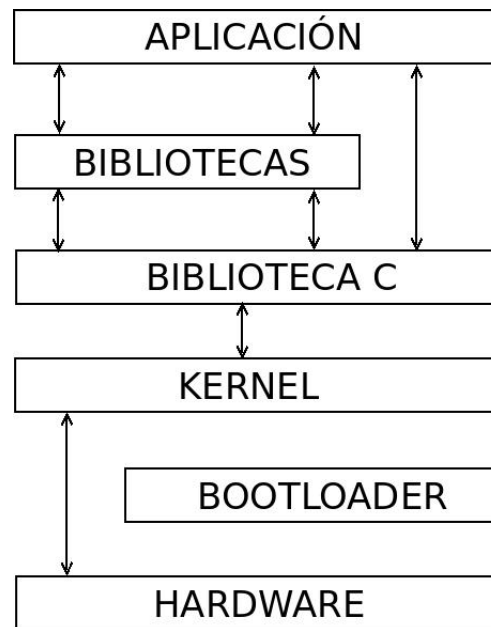 APLICACIÓN
BIBLIOTECAS
BIBLIOTECA C
KERNEL
BOOTLOADER
HARDWARE